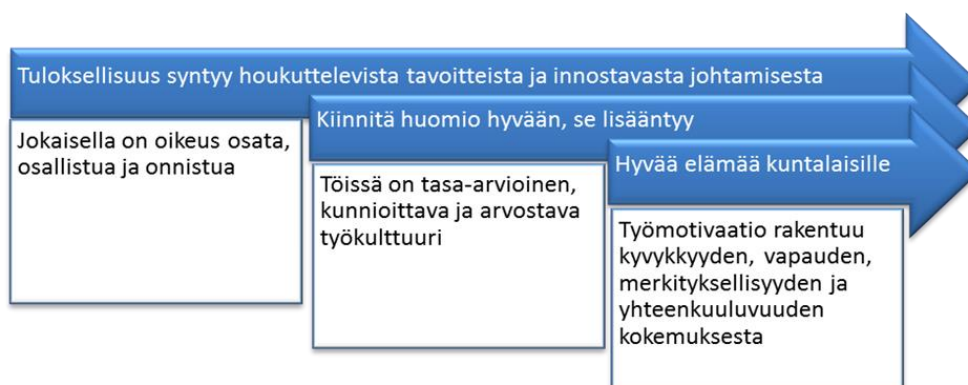 Tuloksellisuus syntyy houkuttelevista tavoitteista ja innostavasta johtamisesta
Jokaisella on oikeus osata,
osallistua ja onnistua
Kiinnitä huomio hyvään, se lisääntyy
Töissä on tasa-arvioinen,
kunnioittava ja arvostava
työkulttuuri
Hyvää elämää kuntalaisille
Työmotivaatio rakentuu
kyvykkyyden, vapauden,
merkityksellisyyden ja
yhteenkuuluvuuden
kokemuksesta